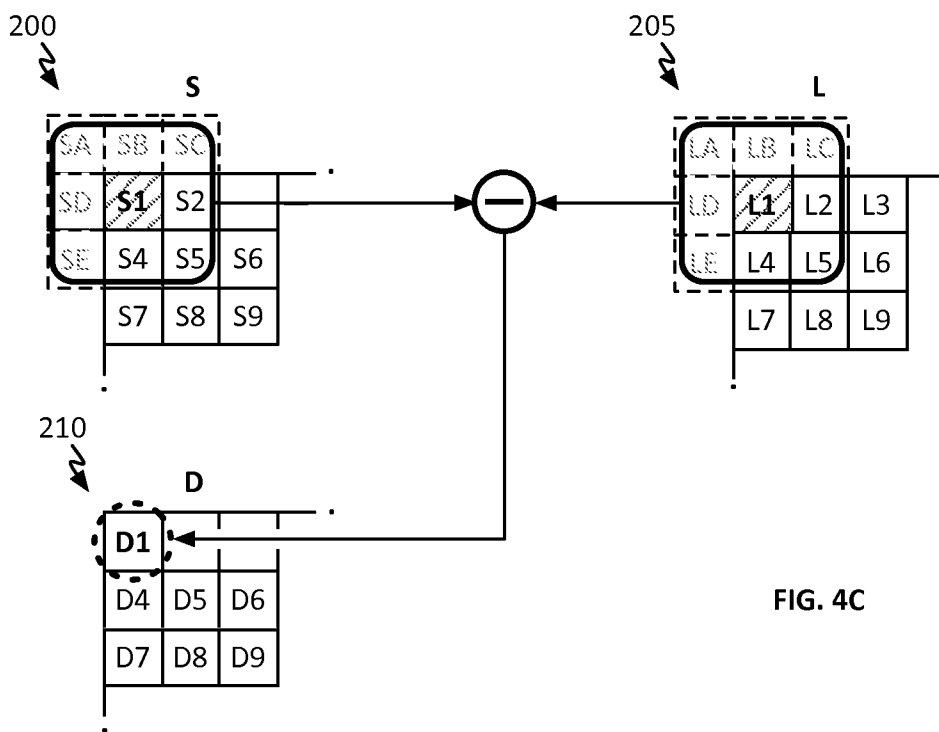 200
205
S
L
SA SB SC
LA LB LC
SD S1 S2
LD L1 L2 L3
SE S4 S5 S6
LE L4 L5 L6
S7 S8 S9
L7 L8 L9
210
D
D1
D4 D5 D6
FIG. 4C
D7 D8 D9